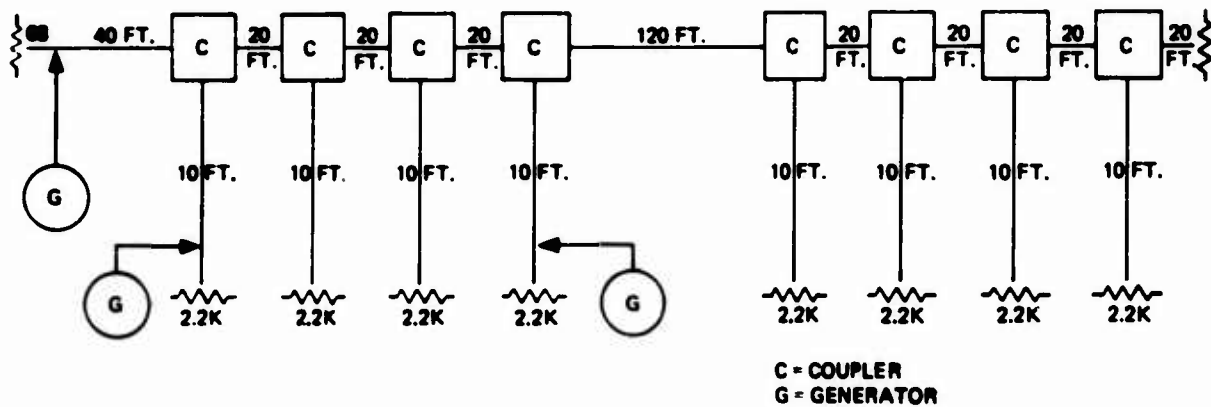 68
40 FT.
C
20
FT.
C
20
FT.
C
20
FT.
C
120 FT.
C
20
FT.
C
20
FT.
C
20
FT.
C
20
FT.
10 FT.
10 FT.
10 FT.
10 FT.
10 FT.
10 FT.
10 FT.
10 FT.
G
G
G
2.2K
2.2K
2.2K
2.2K
2.2K
2.2K
2.2K
2.2K
C = COUPLER
G = GENERATOR